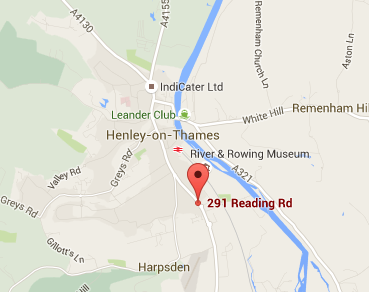 A4130
A4155
Remenham Church Ln
Aston Ln
IndiCater Ltd
Leander Club
White Hill
Remenham Hil
Henley-on-Thames
River & Rowing Museum
Greys Rd
Valley Rd
A321
Greys Rd
291 Reading Rd
Gillott's Ln
Harpsden